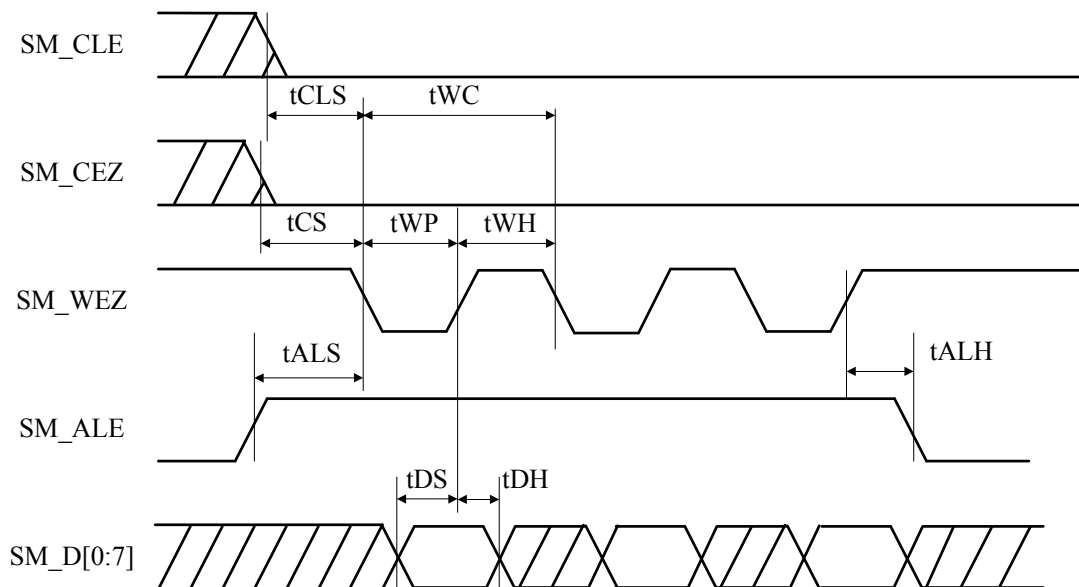 SM_CLE
tCLS tWC
SM_CEZ
tCS tWP tWH
SM_WEZ
tALS tALH
SM_ALE
tDS tDH
SM_D[0:7]